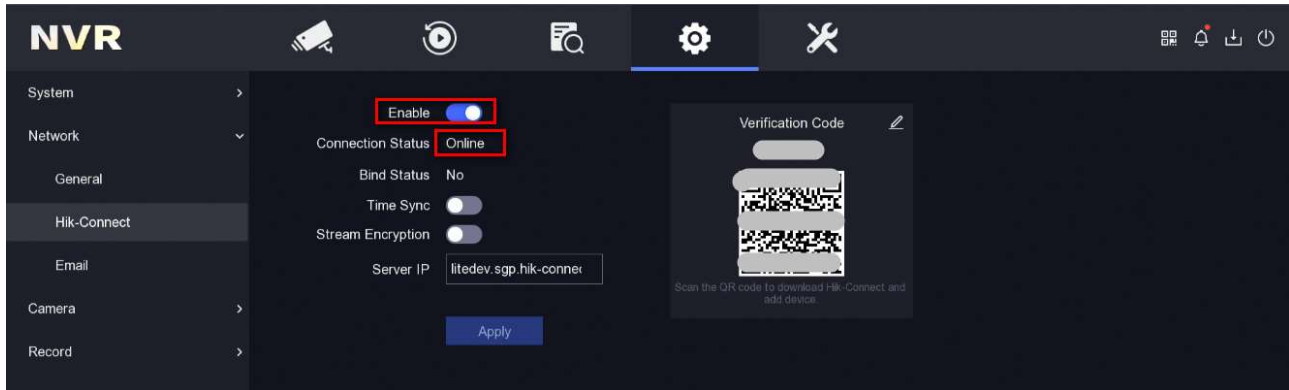 NVR
System
Network
General
Hik-Connect
Email
Camera
Record
Enable
Connection Status Online
Bind Status No
Time Sync
Stream Encryption
Server IP litedev.sgp.hik-connec
Apply
Verification Code
Scan the QR code to download Hik-Connect and
add device.